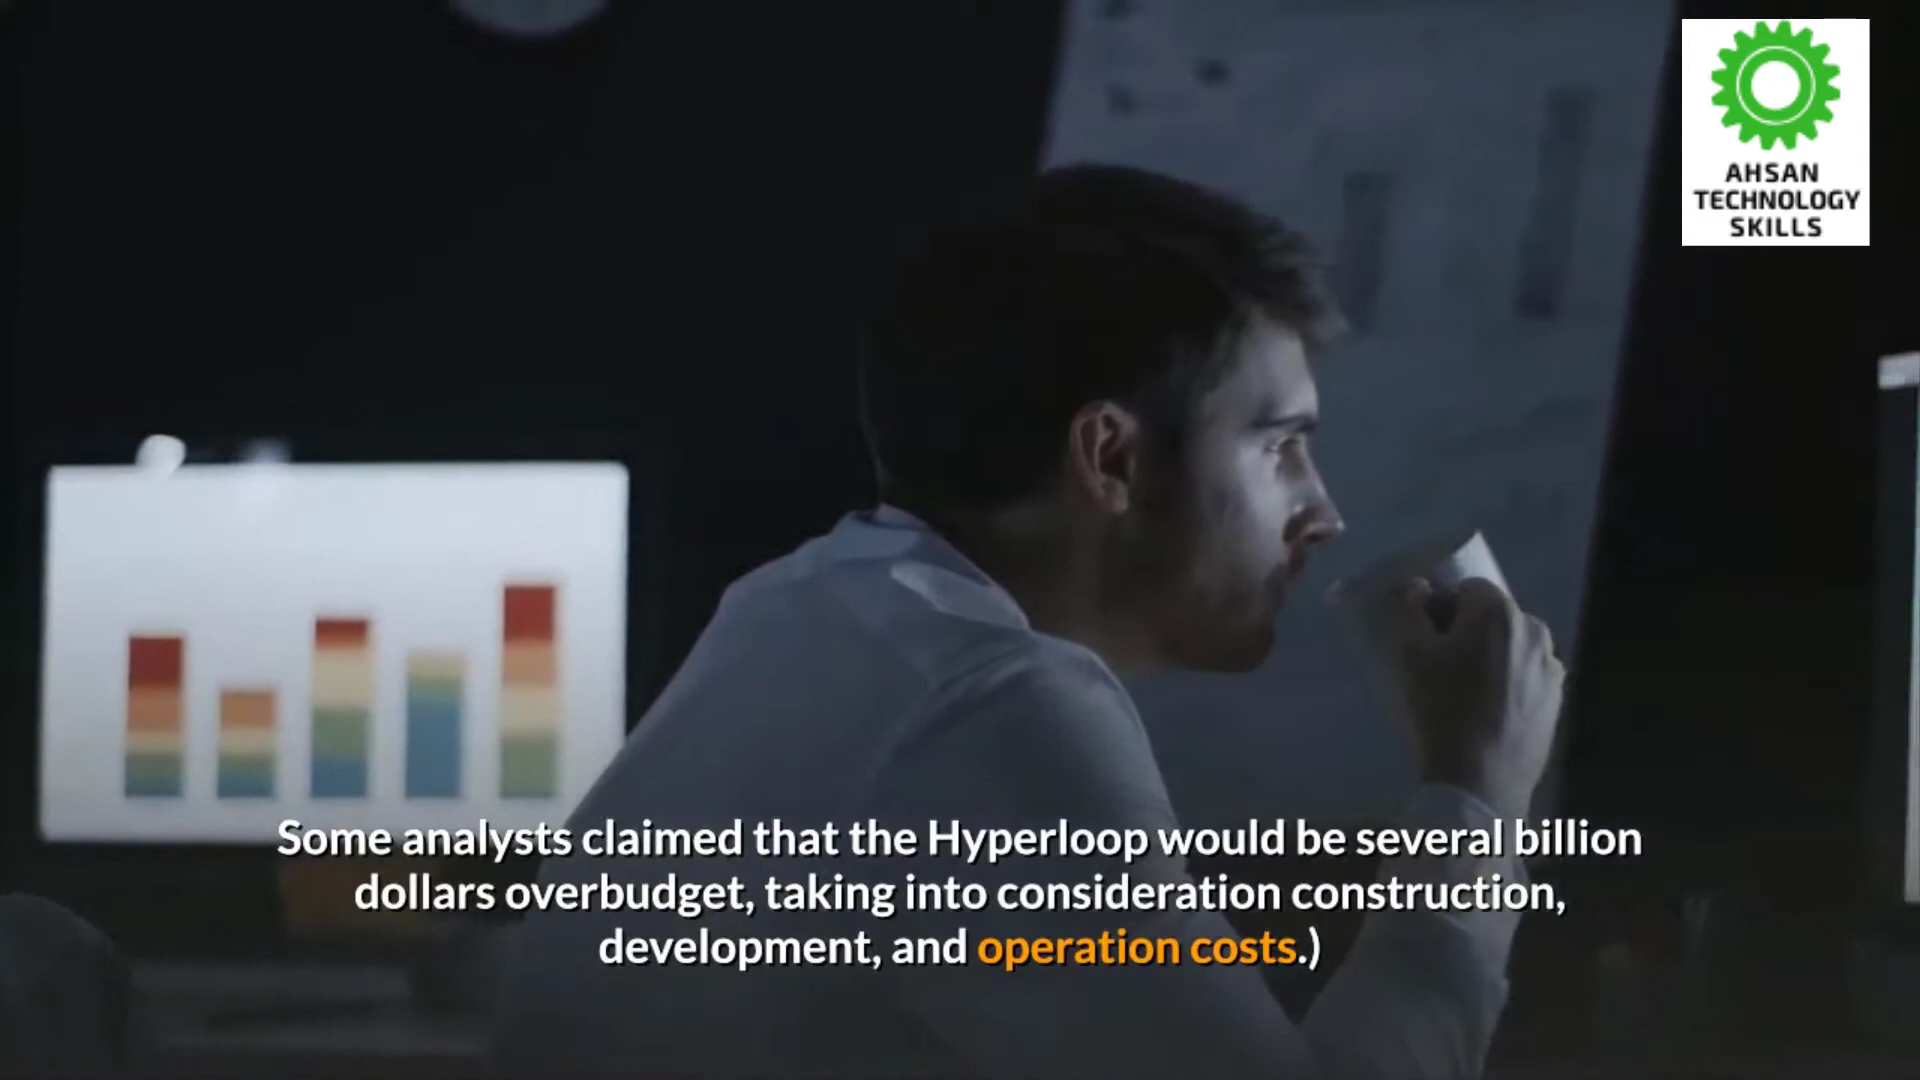 AHSAN
TECHNOLOGY
SKILLS
Some analysts claimed that the Hyperloop would be several billion
dollars overbudget, taking into consideration construction,
development, and operation costs.)